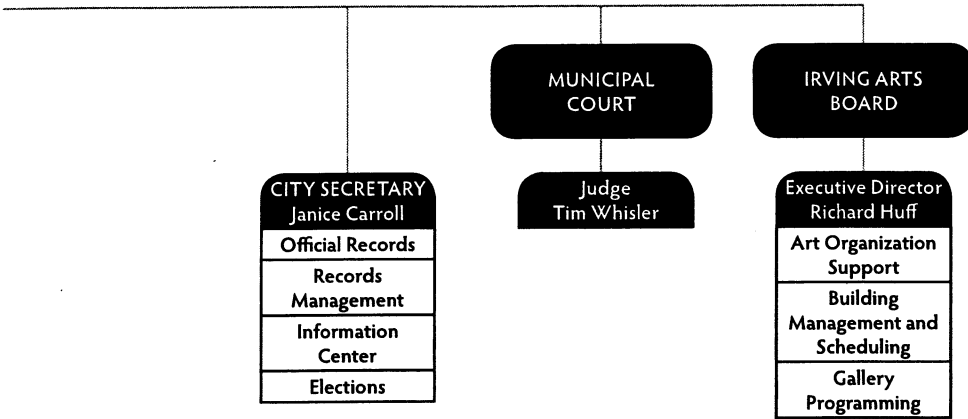 MUNICIPAL
COURT
IRVING ARTS
BOARD
CITY SECRETARY
Janice Carroll
Official Records
Records
Management
Information
Center
Elections
Judge
Tim Whisler
Executive Director
Richard Huff
Art Organization
Support
Building
Management and
Scheduling
Gallery
Programming